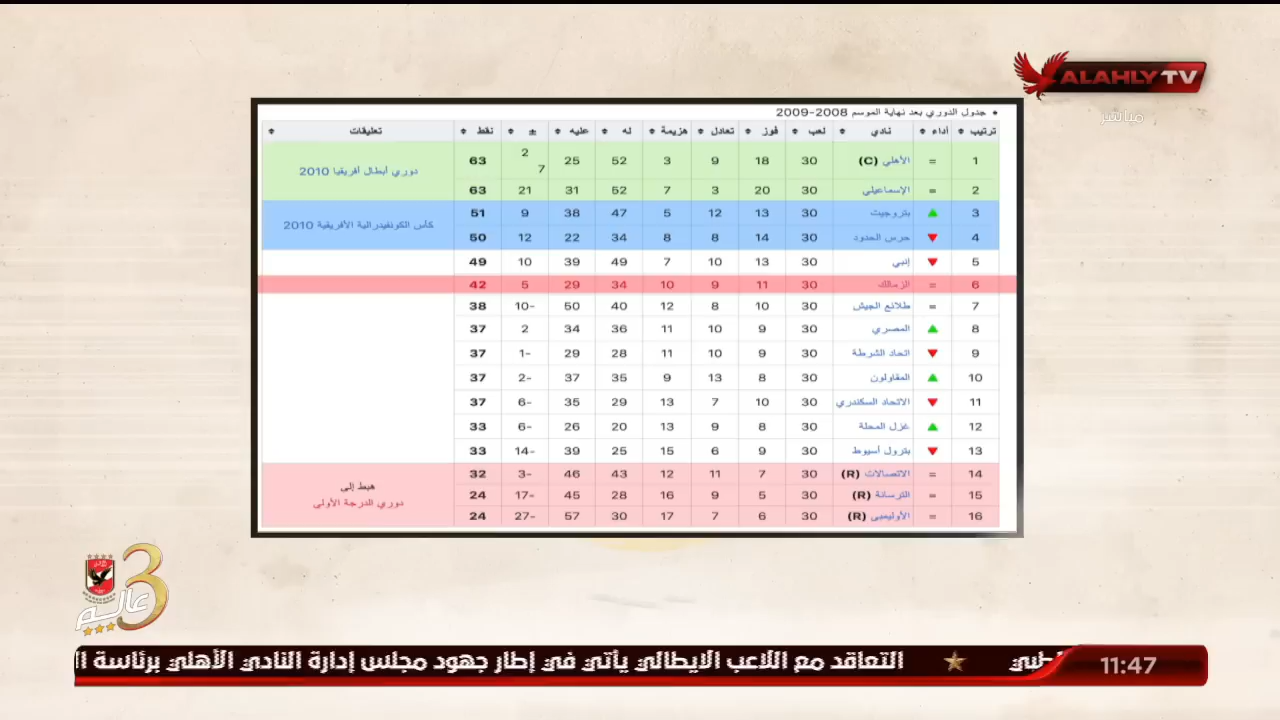 ALAHLY TV
مباشر
• جدول الدوري بعد نهاية الموسم 2008-2009
ترتيب أداء نادي لعب فوز تعادل هزيمة له عليه ± نقط تعليقات
1 = الأهلي (C) 30 18 9 3 52 25 27 63 دوري أبطال أفريقيا 2010
2 = الإسماعيلي 30 20 3 7 52 31 21 63
3 ▲ بتروجيت 30 13 12 5 47 38 9 51 كأس الكونفيدرالية الأفريقية 2010
4 ▼ حرس الحدود 30 14 8 8 34 22 12 50
5 ▼ إنبي 30 13 10 7 49 39 10 49
6 = الزمالك 30 11 9 10 34 29 5 42
7 = طلائع الجيش 30 10 8 12 40 50 10- 38
8 ▲ المصري 30 9 10 11 36 34 2 37
9 ▼ اتحاد الشرطة 30 9 10 11 28 29 1- 37
10 ▲ المقاولون 30 8 13 9 35 37 2- 37
11 ▼ الاتحاد السكندري 30 10 7 13 29 35 6- 37
12 ▲ غزل المحلة 30 8 9 13 20 26 6- 33
13 ▼ بترول أسيوط 30 9 6 15 25 39 14- 33
14 = الاتصالات (R) 30 7 11 12 43 46 3- 32 هبط إلى
15 = الترسانة (R) 30 5 9 16 28 45 17- 24 دوري الدرجة الأولى
16 = الأوليمبي (R) 30 6 7 17 30 57 27- 24
3
عالم
11:47 التعاقد مع اللاعب الايطالي يأتي في إطار جهود مجلس إدارة النادي الأهلي برئاسة